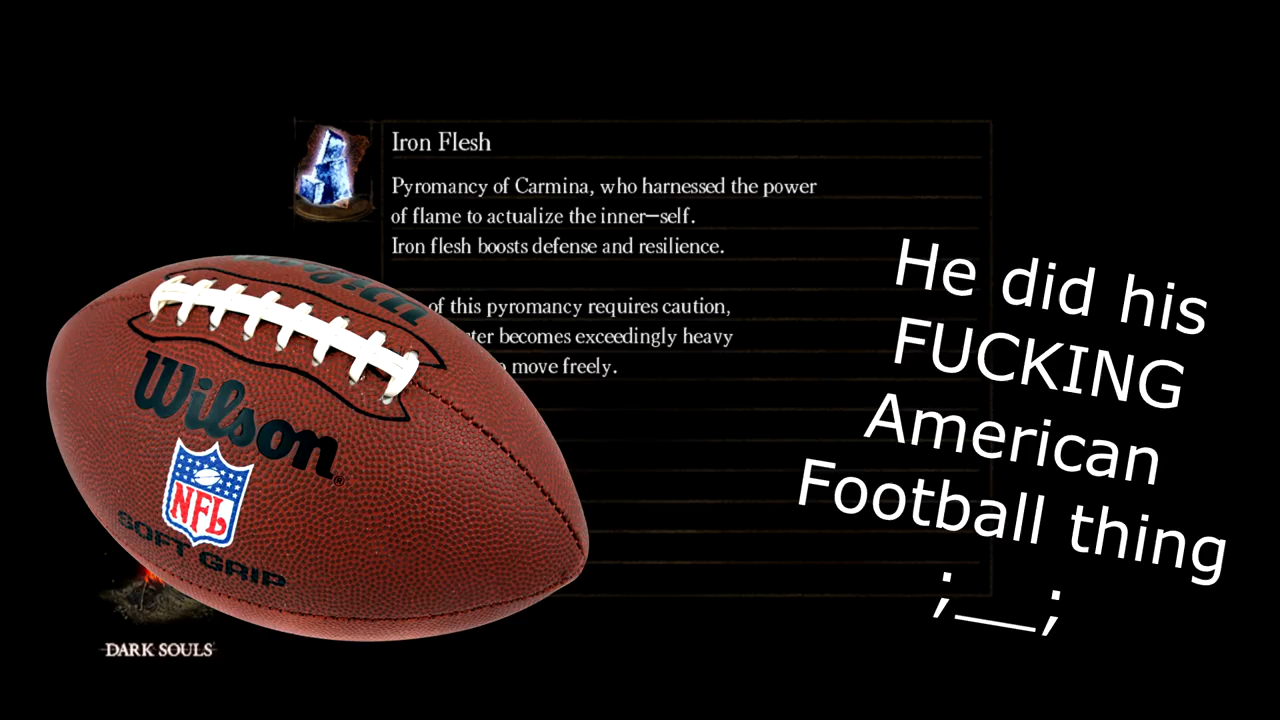 Iron Flesh
Pyromancy of Carmina, who harnessed the power
of flame to actualize the inner–self.
Iron flesh boosts defense and resilience.
of this pyromancy requires caution,
becomes exceedingly heavy
move freely.
He did his
FUCKING
American
Football thing
;__;
Wilson
NFL
SOFT GRIP
DARK SOULS